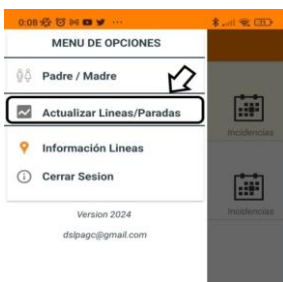 0:08
MENU DE OPCIONES
Padre / Madre
Actualizar Lineas/Paradas
Incidencias
Información Lineas
Cerrar Sesion
Incidencias
Version 2024
dslpagc@gmail.com